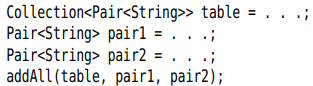 Collection<Pair<String>> table = . . .;
Pair<String> pair1 = . . .;
Pair<String> pair2 = . . .;
addAll(table, pair1, pair2);